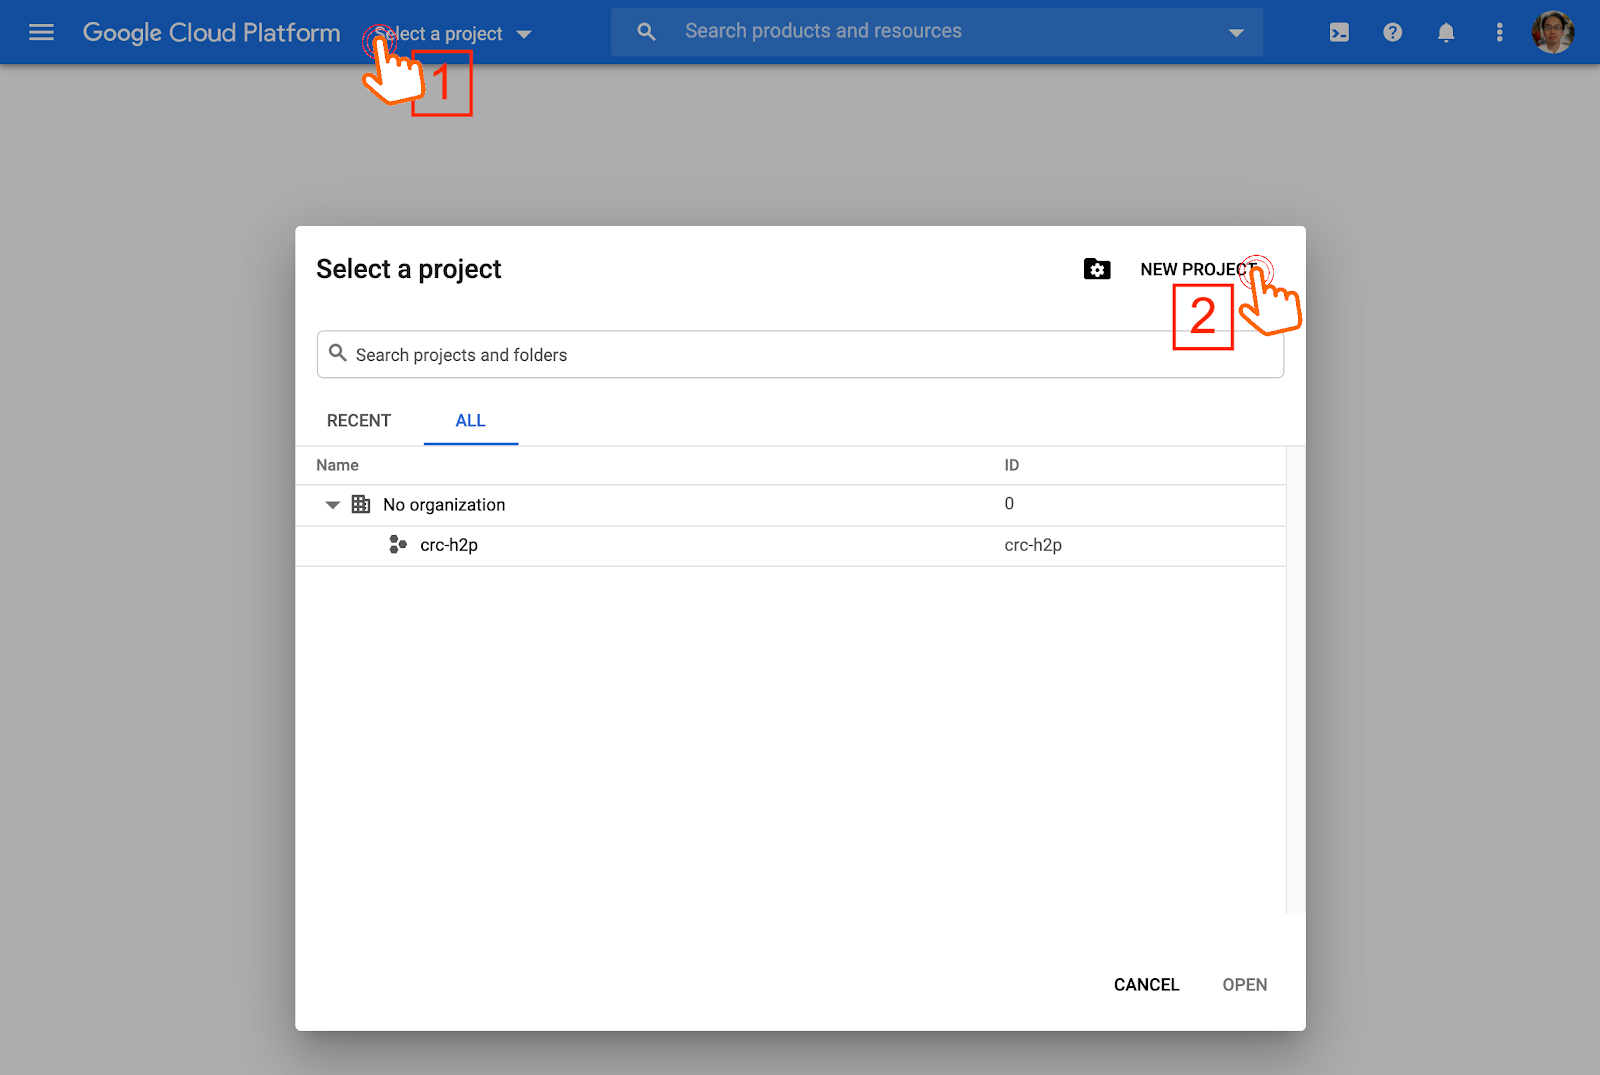 Google Cloud Platform
Select a project
Search products and resources
1
Select a project
NEW PROJECT
2
Search projects and folders
RECENT
ALL
Name
ID
No organization
0
crc-h2p
crc-h2p
CANCEL
OPEN